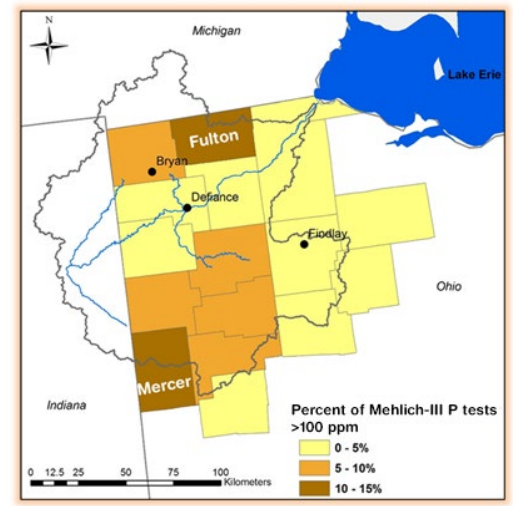 N
Michigan
Lake Erie
Fulton
Bryan
Defiance
Findlay
Ohio
Mercer
Indiana
Percent of Mehlich-III P tests
>100 ppm
0 - 5%
5 - 10%
10 - 15%
0 12.5 25 50 75 100
Kilometers